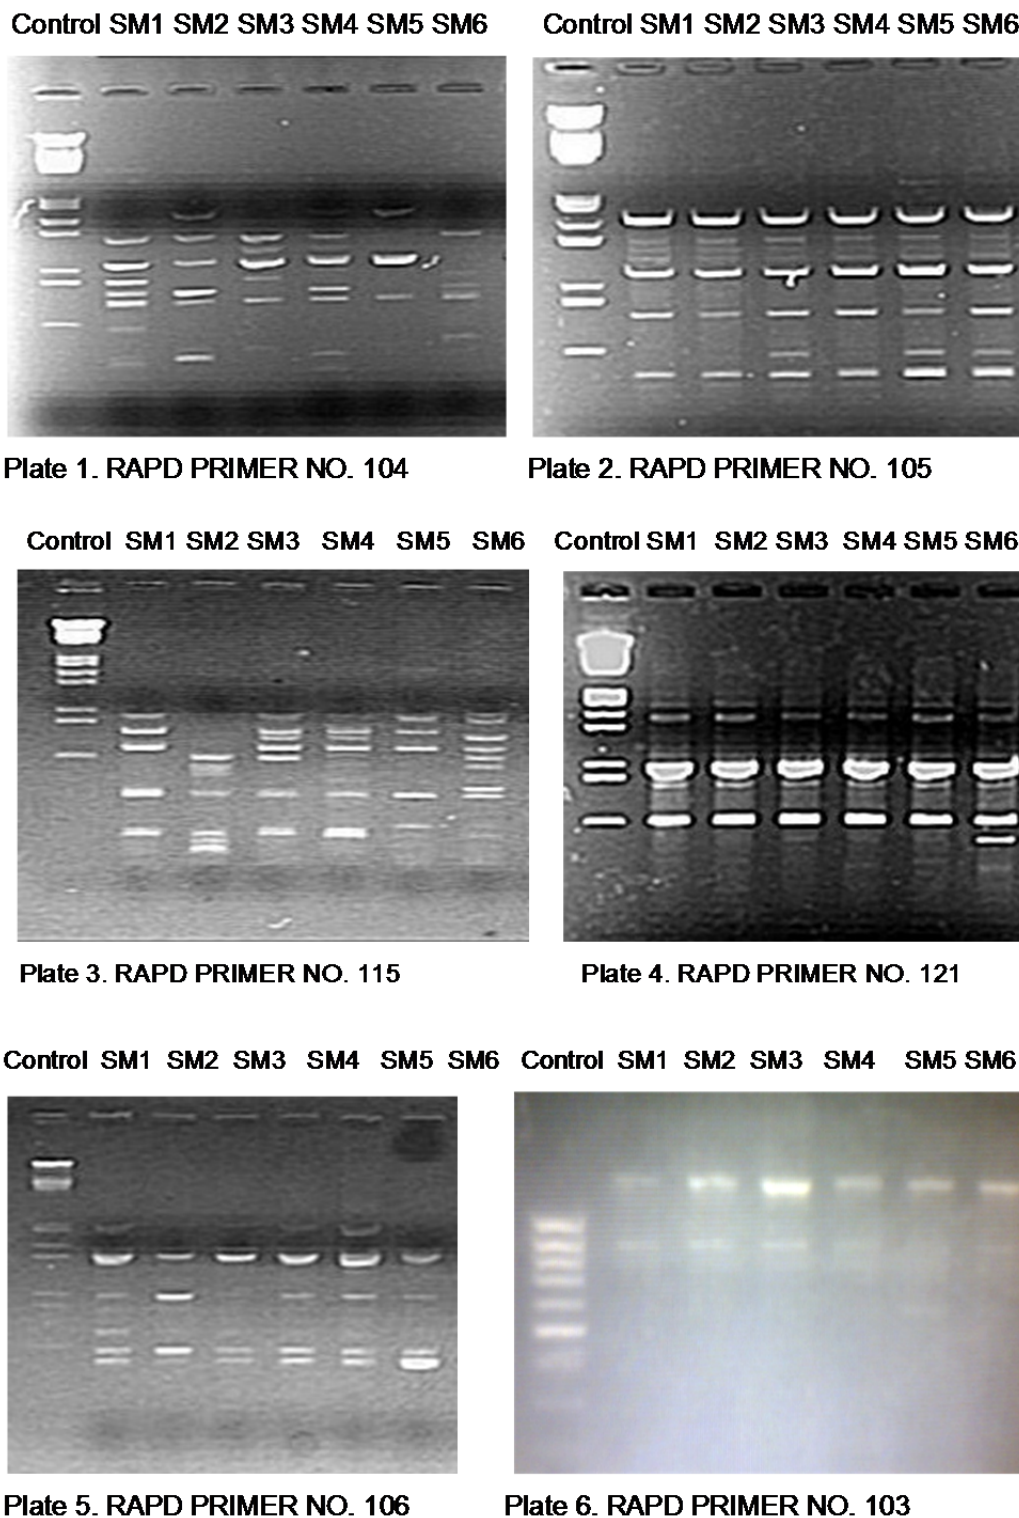 Control SM1 SM2 SM3 SM4 SM5 SM6
Control SM1 SM2 SM3 SM4 SM5 SM6
Plate 1. RAPD PRIMER NO. 104
Plate 2. RAPD PRIMER NO. 105
Control SM1 SM2 SM3 SM4 SM5 SM6
Control SM1 SM2 SM3 SM4 SM5 SM6
Plate 3. RAPD PRIMER NO. 115
Plate 4. RAPD PRIMER NO. 121
Control SM1 SM2 SM3 SM4 SM5 SM6
Control SM1 SM2 SM3 SM4 SM5 SM6
Plate 5. RAPD PRIMER NO. 106
Plate 6. RAPD PRIMER NO. 103